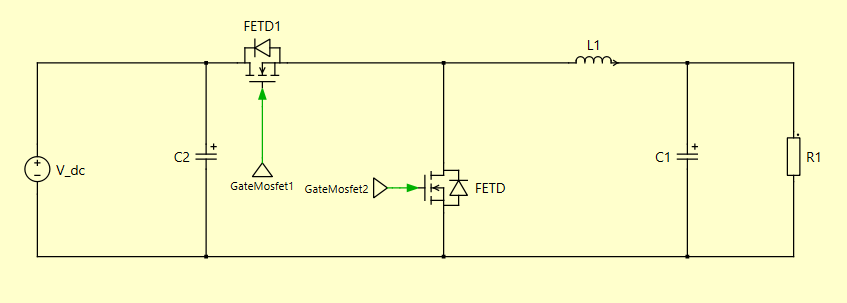 FETD1
L1
V_dc
C2
GateMosfet1
GateMosfet2
FETD
C1
R1